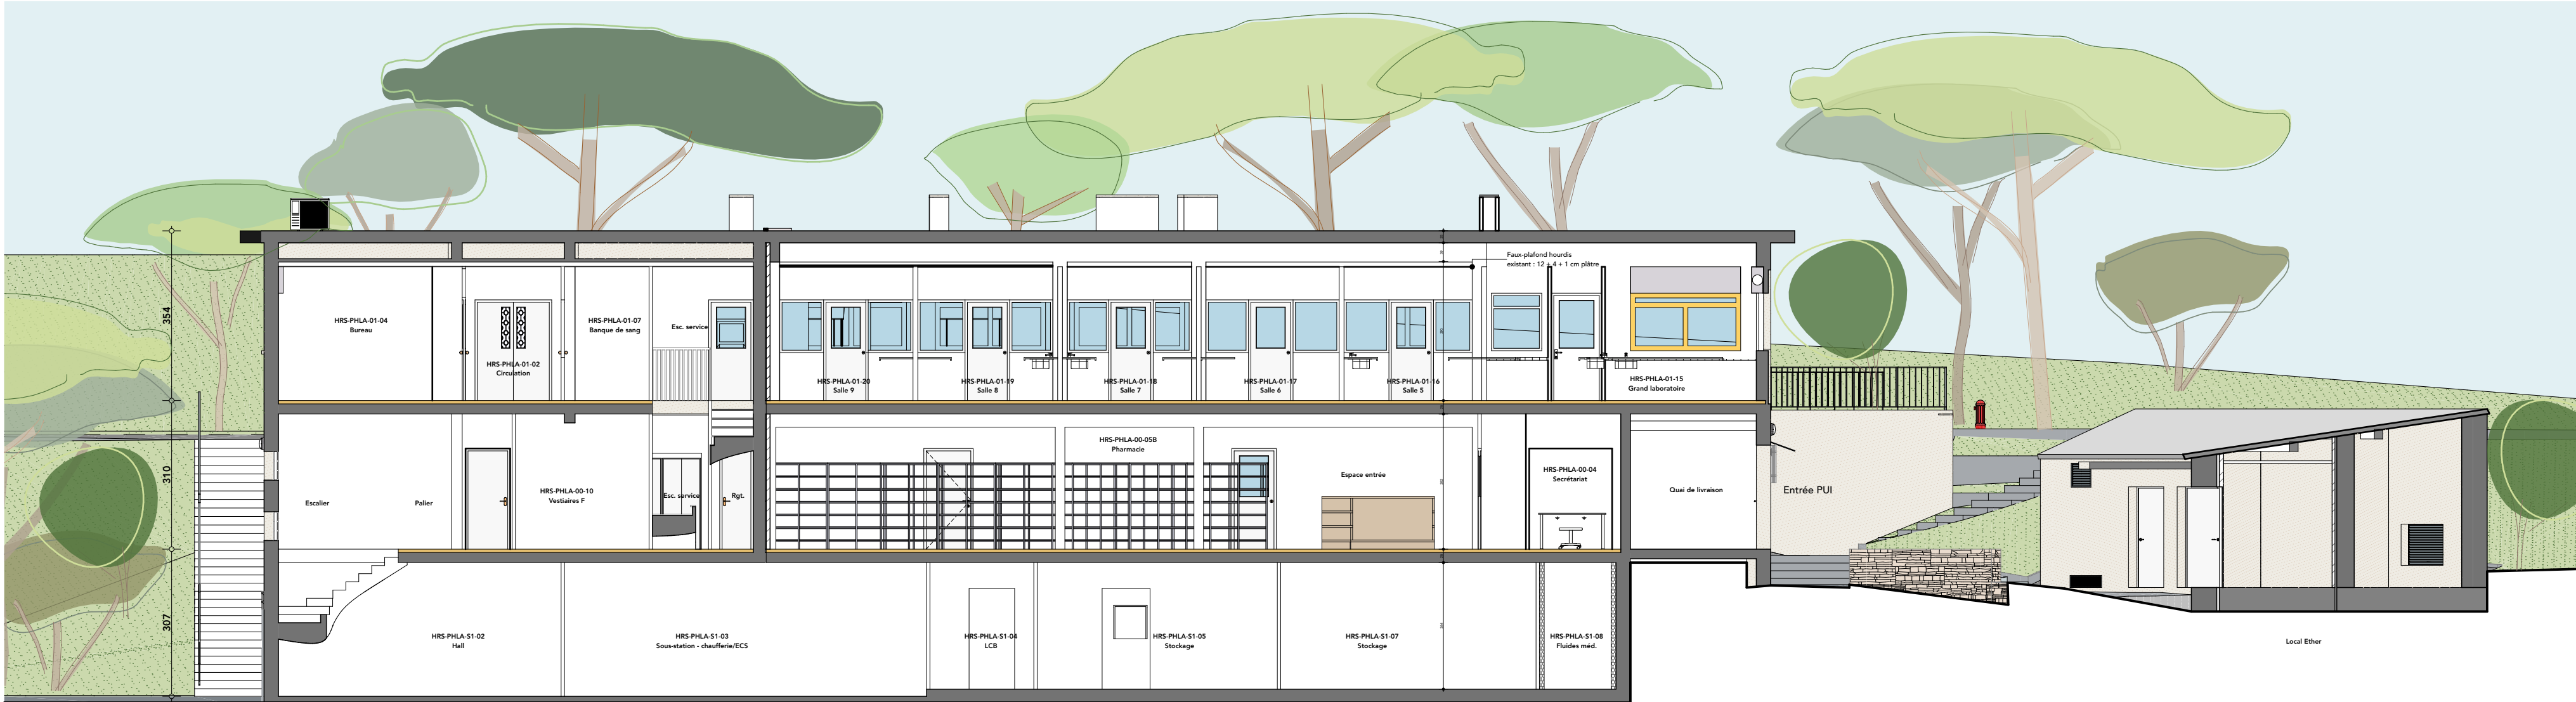 Faux-plafond hourdis
existant : 12 + 4 + 1 cm plâtre
354
HRS-PHLA-01-04
Bureau
HRS-PHLA-01-02
Circulation
HRS-PHLA-01-07
Banque de sang
Esc. service
HRS-PHLA-01-20
Salle 9
HRS-PHLA-01-19
Salle 8
HRS-PHLA-01-18
Salle 7
HRS-PHLA-01-17
Salle 6
HRS-PHLA-01-16
Salle 5
HRS-PHLA-01-15
Grand laboratoire
310
Escalier
Palier
HRS-PHLA-00-10
Vestiaires F
Esc. service
Rgt.
HRS-PHLA-00-05B
Pharmacie
Espace entrée
HRS-PHLA-00-04
Secrétariat
Quai de livraison
Entrée PUI
307
HRS-PHLA-S1-02
Hall
HRS-PHLA-S1-03
Sous-station - chaufferie/ECS
HRS-PHLA-S1-04
LCB
HRS-PHLA-S1-05
Stockage
HRS-PHLA-S1-07
Stockage
HRS-PHLA-S1-08
Fluides méd.
Local Ether